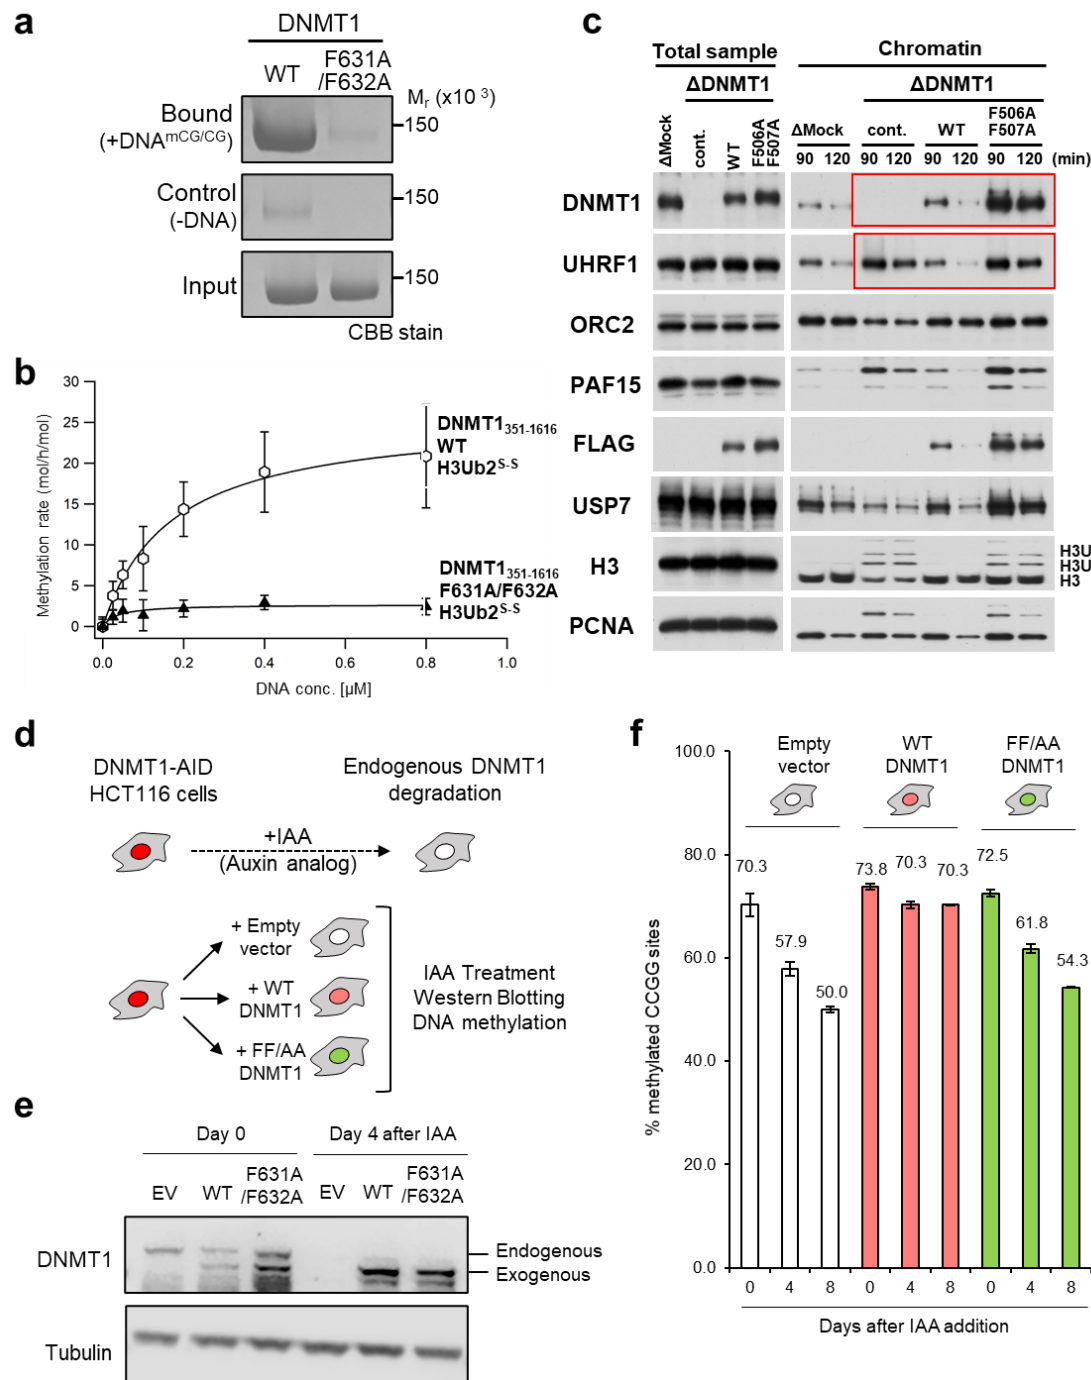 a
DNMT1
WT
F631A
/F632A
Mr (x10 3)
Bound
(+DNAmCG/CG)
150
Control
(-DNA)
150
Input
150
CBB stain
b
Methylation rate (mol/h/mol)
30
25
20
15
10
5
0
0.0
0.2
0.4
0.6
0.8
1.0
DNA conc. [µM]
DNMT1351-1616
WT
H3Ub2S-S
DNMT1351-1616
F631A/F632A
H3Ub2S-S
c
Total sample
Chromatin
ΔDNMT1
ΔDNMT1
ΔMock
cont.
WT
F506A
F507A
ΔMock
cont.
WT
F506A
F507A
90 120 90 120 90 120 90 120 (min)
DNMT1
UHRF1
ORC2
PAF15
FLAG
USP7
H3
H3U
H3U
H3
PCNA
d
DNMT1-AID
HCT116 cells
Endogenous DNMT1
degradation
+IAA
(Auxin analog)
+ Empty
vector
+ WT
DNMT1
+ FF/AA
DNMT1
IAA Treatment
Western Blotting
DNA methylation
e
Day 0
Day 4 after IAA
EV
WT
F631A
/F632A
EV
WT
F631A
/F632A
DNMT1
Endogenous
Exogenous
Tubulin
f
Empty
vector
WT
DNMT1
FF/AA
DNMT1
% methylated CCGG sites
100.0
80.0
60.0
40.0
20.0
0.0
70.3
57.9
50.0
73.8
70.3
70.3
72.5
61.8
54.3
0 4 8 0 4 8 0 4 8
Days after IAA addition